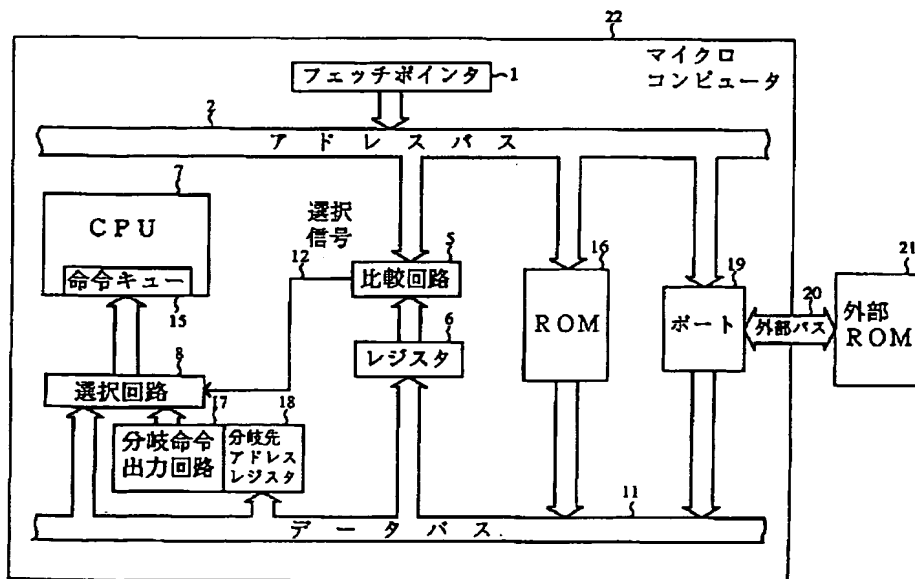 22
マイクロ
コンピュータ
フェッチポインタ
1
2
アドレスバス
7
CPU
命令キュー
15
選択
信号
12
5
比較回路
6
レジスタ
16
ROM
19
ポート
20
外部バス
21
外部
ROM
8
選択回路
17
分岐命令
出力回路
18
分岐先
アドレス
レジスタ
11
データバス